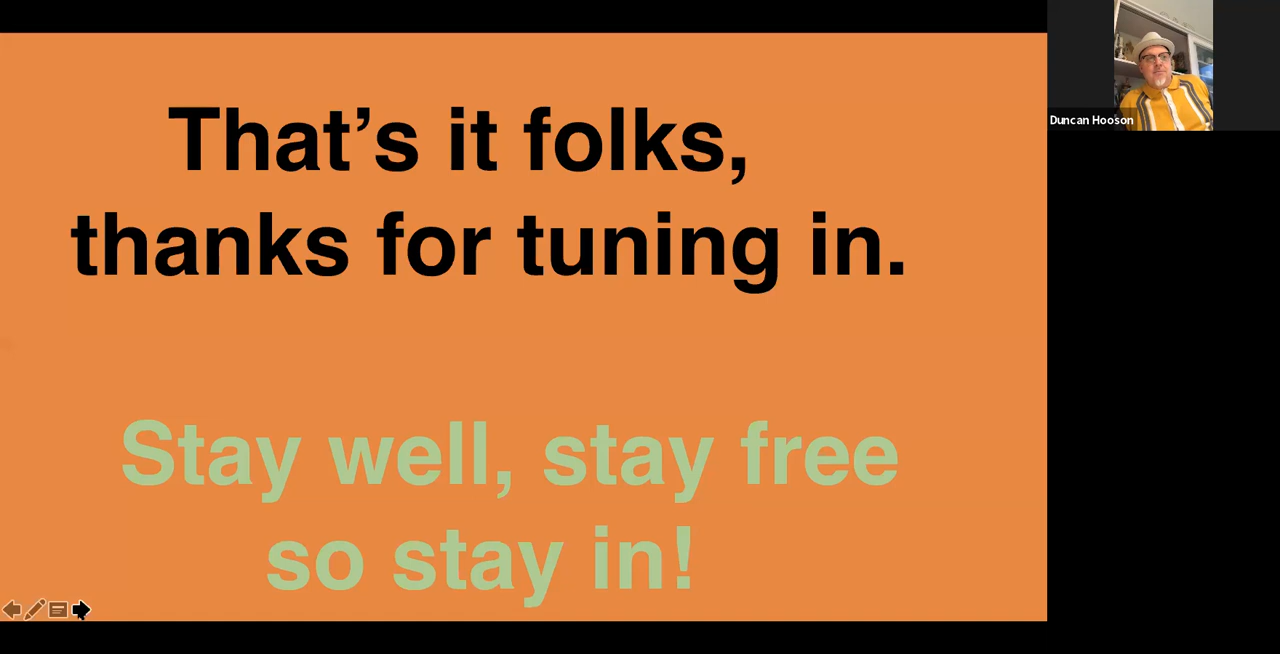 That’s it folks,
thanks for tuning in.
Stay well, stay free
so stay in!
Duncan Hooson